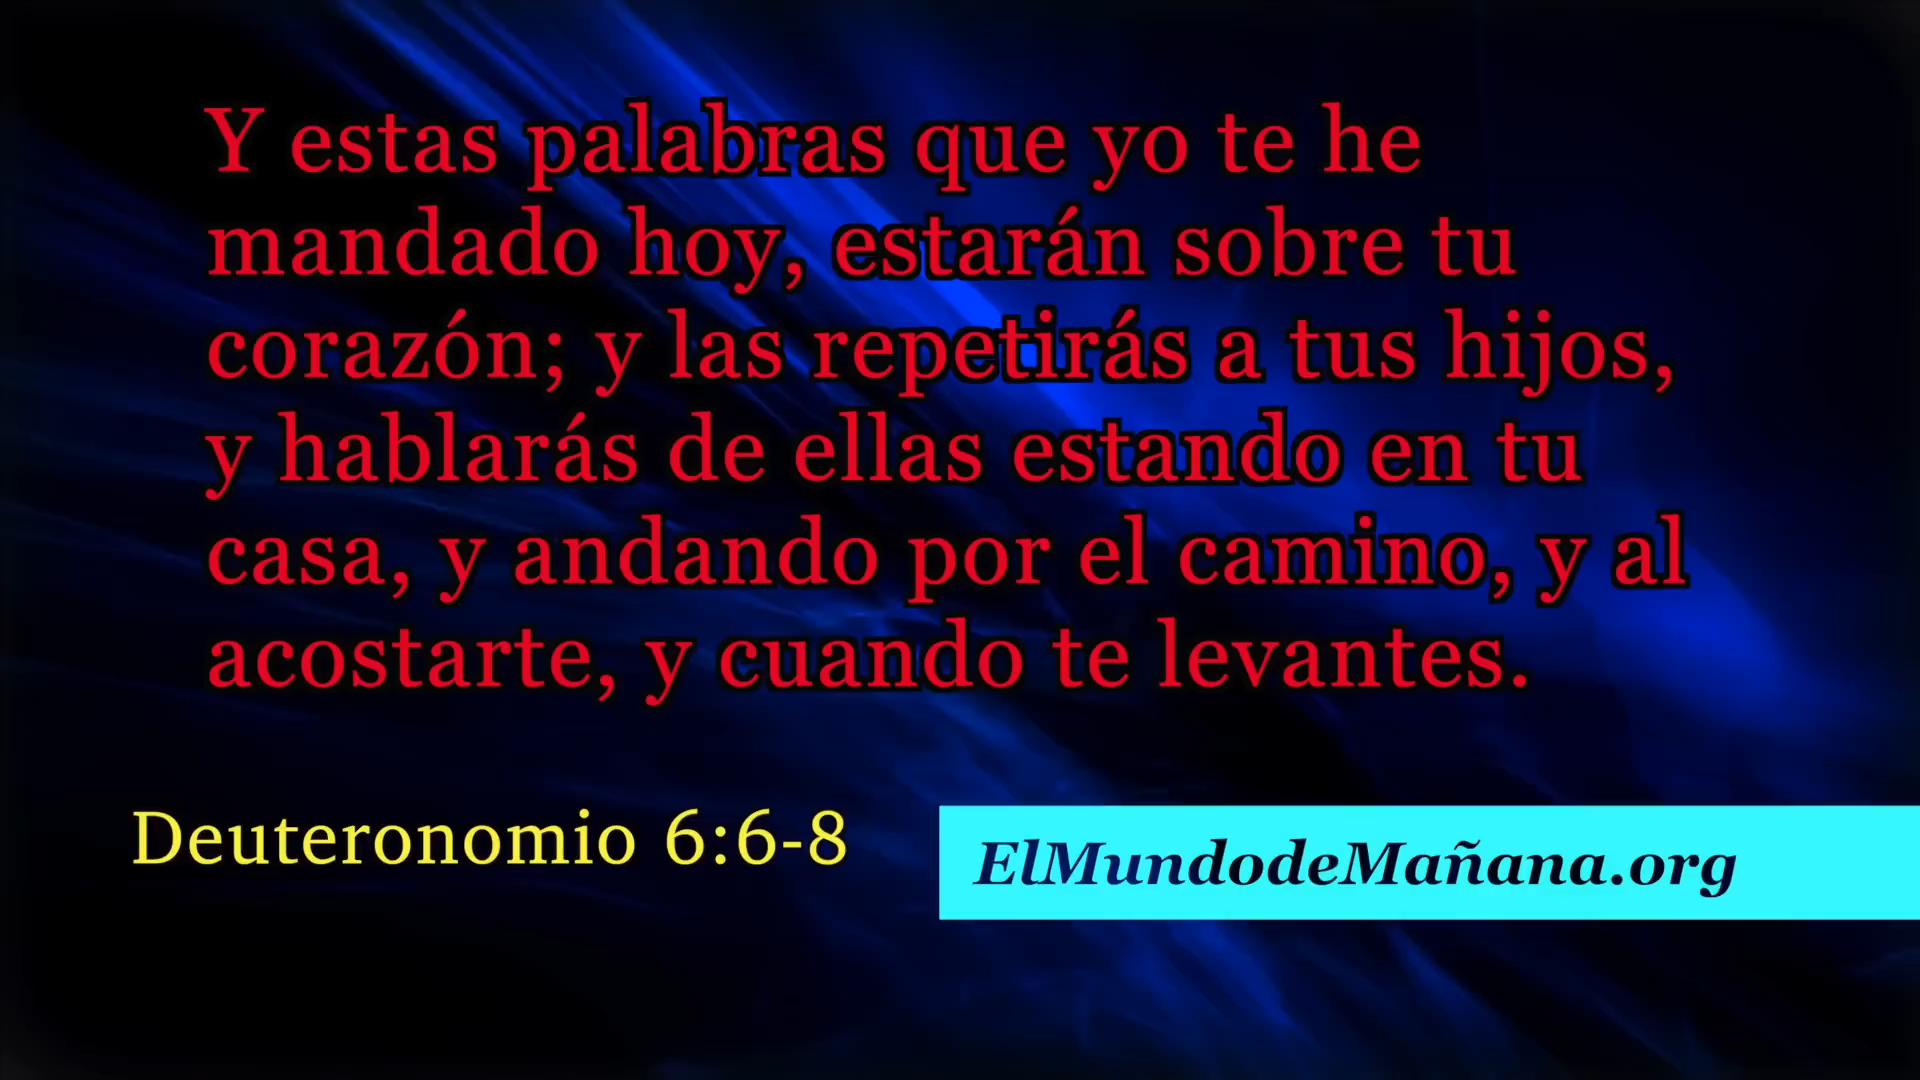 Y estas palabras que yo te he
mandado hoy, estarán sobre tu
corazón; y las repetirás a tus hijos,
y hablarás de ellas estando en tu
casa, y andando por el camino, y al
acostarte, y cuando te levantes.
Deuteronomio 6:6-8
ElMundodeMañana.org